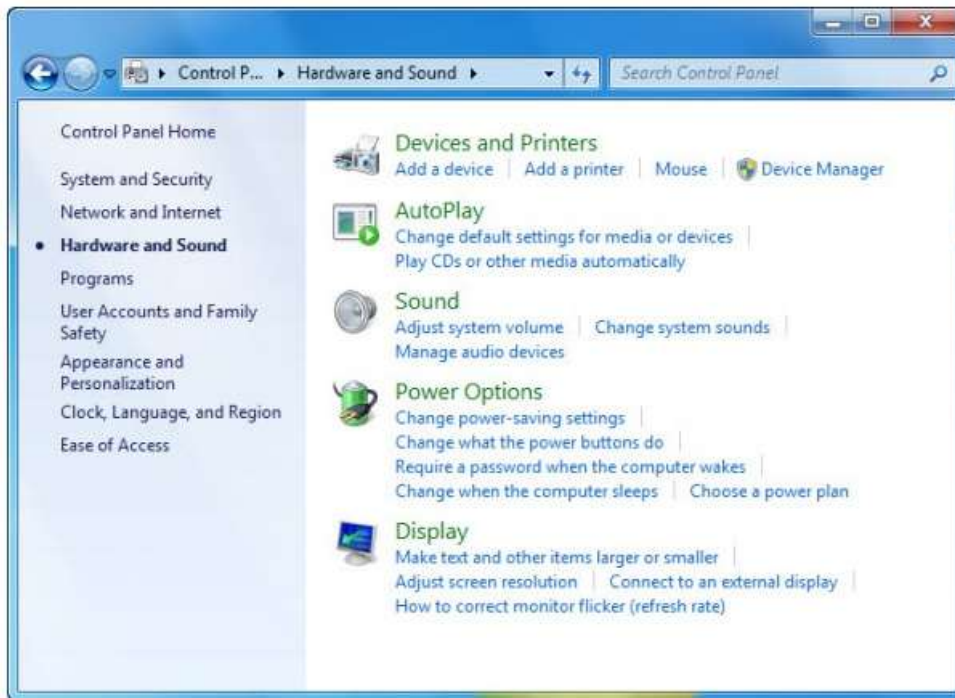 Control P... Hardware and Sound
Search Control Panel
Control Panel Home
System and Security
Network and Internet
Hardware and Sound
Programs
User Accounts and Family
Safety
Appearance and
Personalization
Clock, Language, and Region
Ease of Access
Devices and Printers
Add a device Add a printer Mouse Device Manager
AutoPlay
Change default settings for media or devices
Play CDs or other media automatically
Sound
Adjust system volume Change system sounds
Manage audio devices
Power Options
Change power-saving settings
Change what the power buttons do
Require a password when the computer wakes
Change when the computer sleeps Choose a power plan
Display
Make text and other items larger or smaller
Adjust screen resolution Connect to an external display
How to correct monitor flicker (refresh rate)